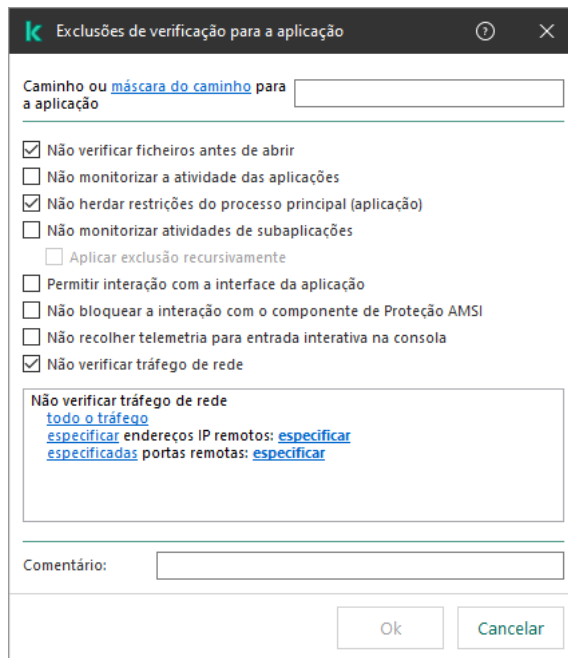 Exclusões de verificação para a aplicação
Caminho ou máscara do caminho para
a aplicação
Não verificar ficheiros antes de abrir
Não monitorizar a atividade das aplicações
Não herdar restrições do processo principal (aplicação)
Não monitorizar atividades de subaplicações
Aplicar exclusão recursivamente
Permitir interação com a interface da aplicação
Não bloquear a interação com o componente de Proteção AMSI
Não recolher telemetria para entrada interativa na consola
Não verificar tráfego de rede
Não verificar tráfego de rede
todo o tráfego
especificar endereços IP remotos: especificar
especificadas portas remotas: especificar
Comentário:
Ok
Cancelar